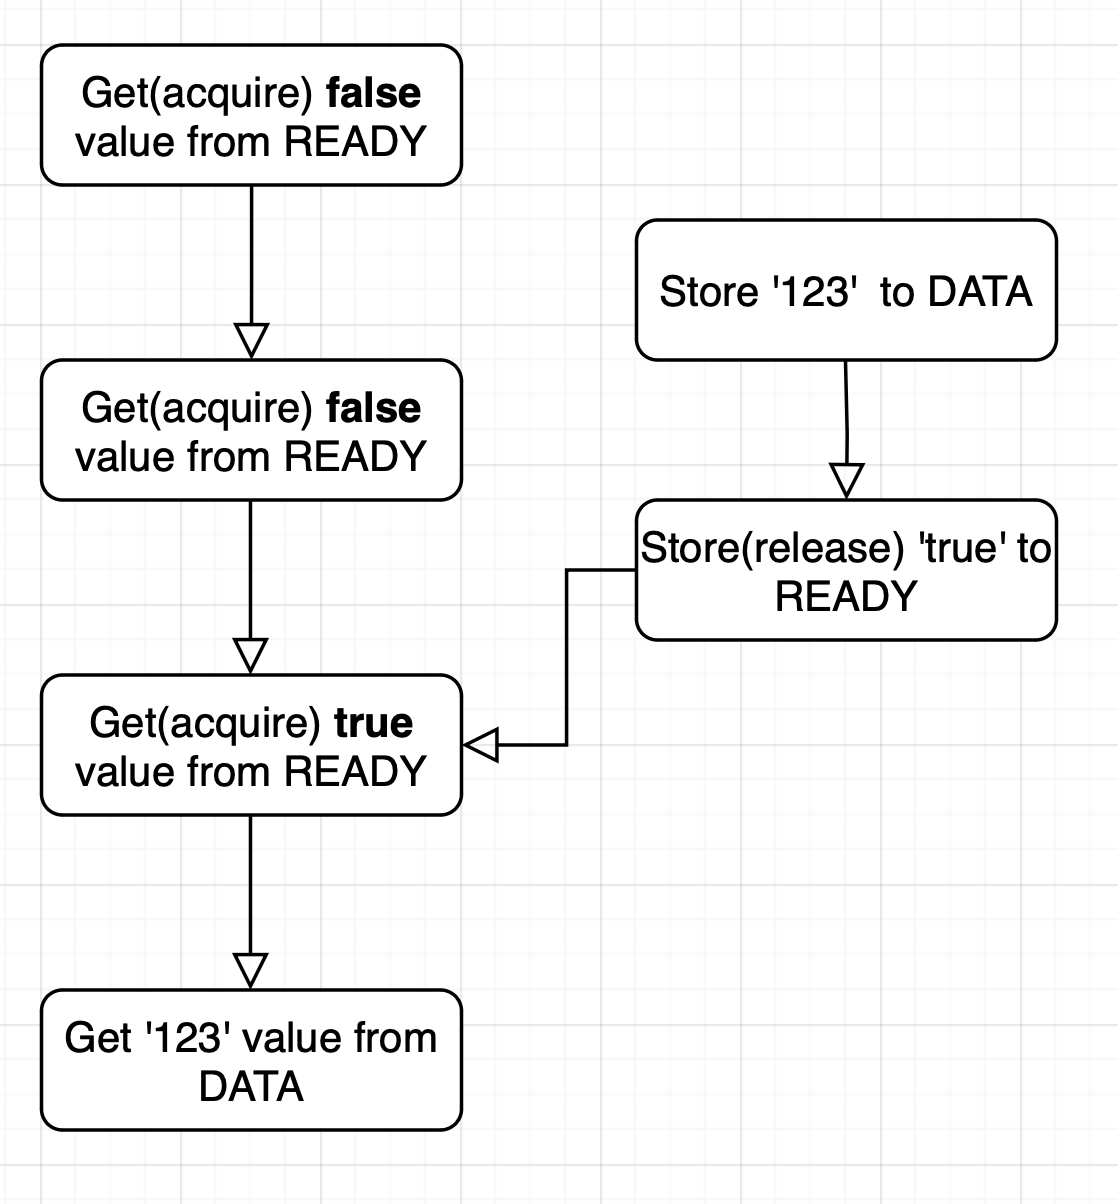 Get(acquire) false
value from READY
Store '123'  to DATA
Get(acquire) false
value from READY
Store(release) 'true' to
READY
Get(acquire) true
value from READY
Get '123' value from
DATA